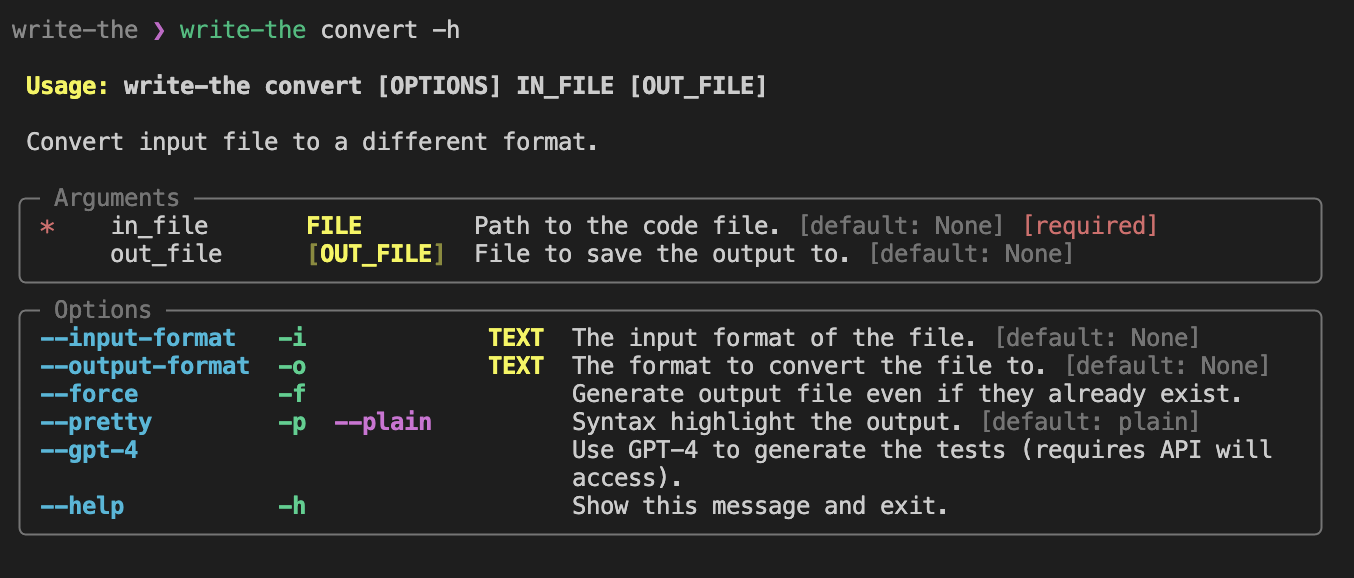 write-the ❯ write-the convert -h
Usage: write-the convert [OPTIONS] IN_FILE [OUT_FILE]
Convert input file to a different format.
Arguments
* in_file FILE Path to the code file. [default: None] [required]
out_file [OUT_FILE] File to save the output to. [default: None]
Options
--input-format -i TEXT The input format of the file. [default: None]
--output-format -o TEXT The format to convert the file to. [default: None]
--force -f Generate output file even if they already exist.
--pretty -p --plain Syntax highlight the output. [default: plain]
--gpt-4 Use GPT-4 to generate the tests (requires API will
access).
--help -h Show this message and exit.